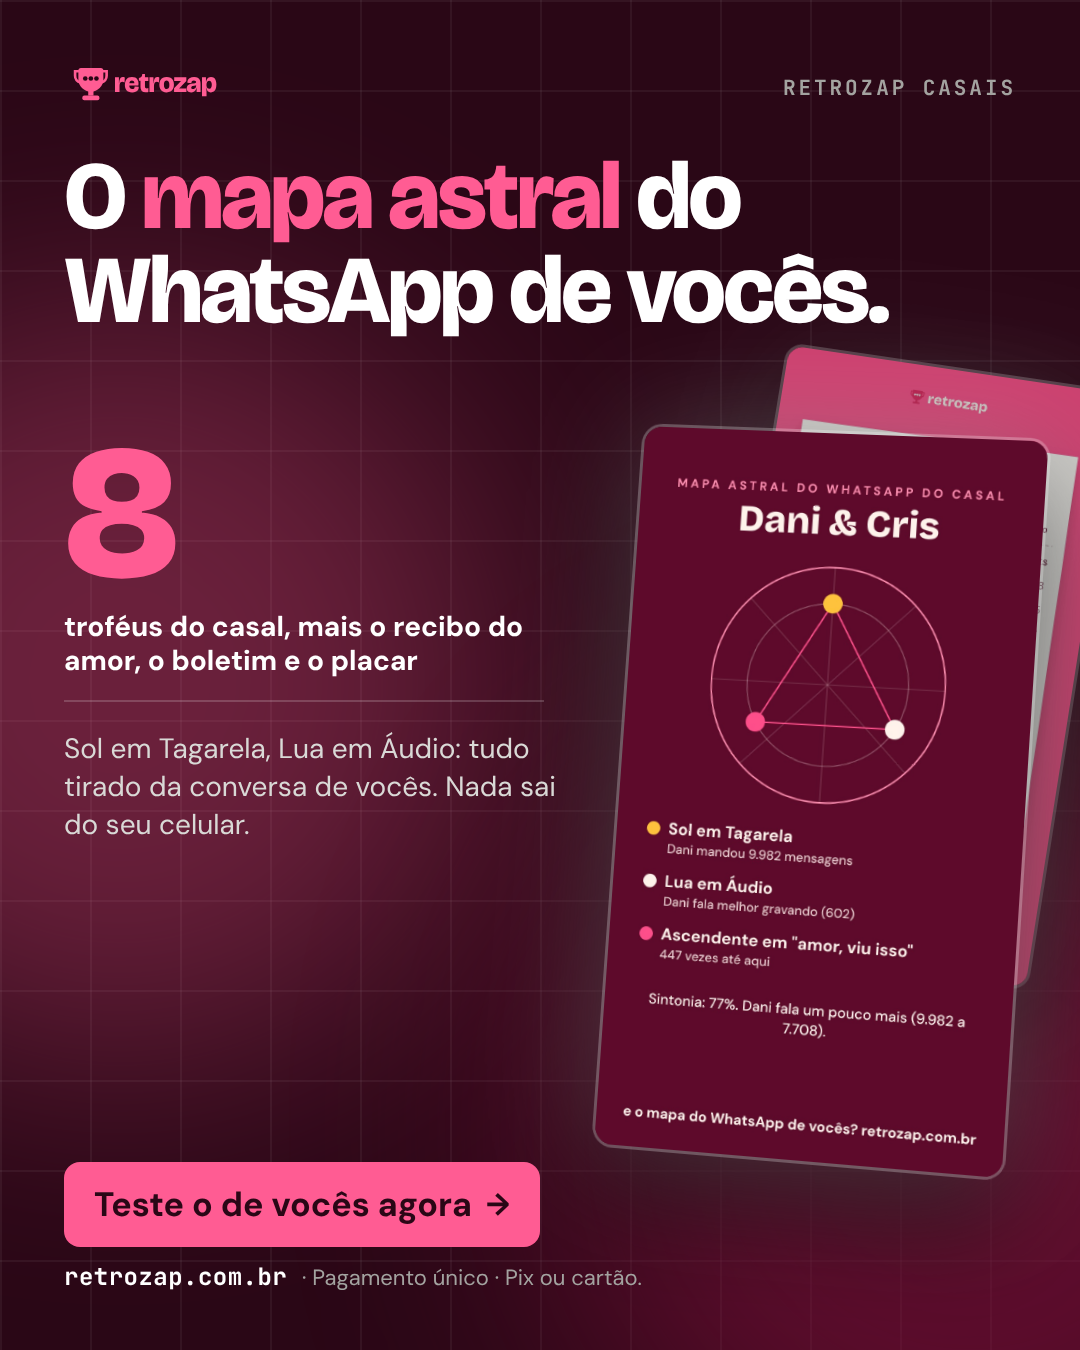 retrozap
RETROZAP CASAIS
O mapa astral do
WhatsApp de vocês.
8
troféus do casal, mais o recibo do
amor, o boletim e o placar
Sol em Tagarela, Lua em Áudio: tudo
tirado da conversa de vocês. Nada sai
do seu celular.
retrozap
MAPA ASTRAL DO WHATSAPP DO CASAL
Dani & Cris
Sol em Tagarela
Dani mandou 9.982 mensagens
Lua em Áudio
Dani fala melhor gravando (602)
Ascendente em "amor, viu isso"
447 vezes até aqui
Sintonia: 77%. Dani fala um pouco mais (9.982 a
7.708).
e o mapa do WhatsApp de vocês? retrozap.com.br
Teste o de vocês agora →
retrozap.com.br · Pagamento único · Pix ou cartão.